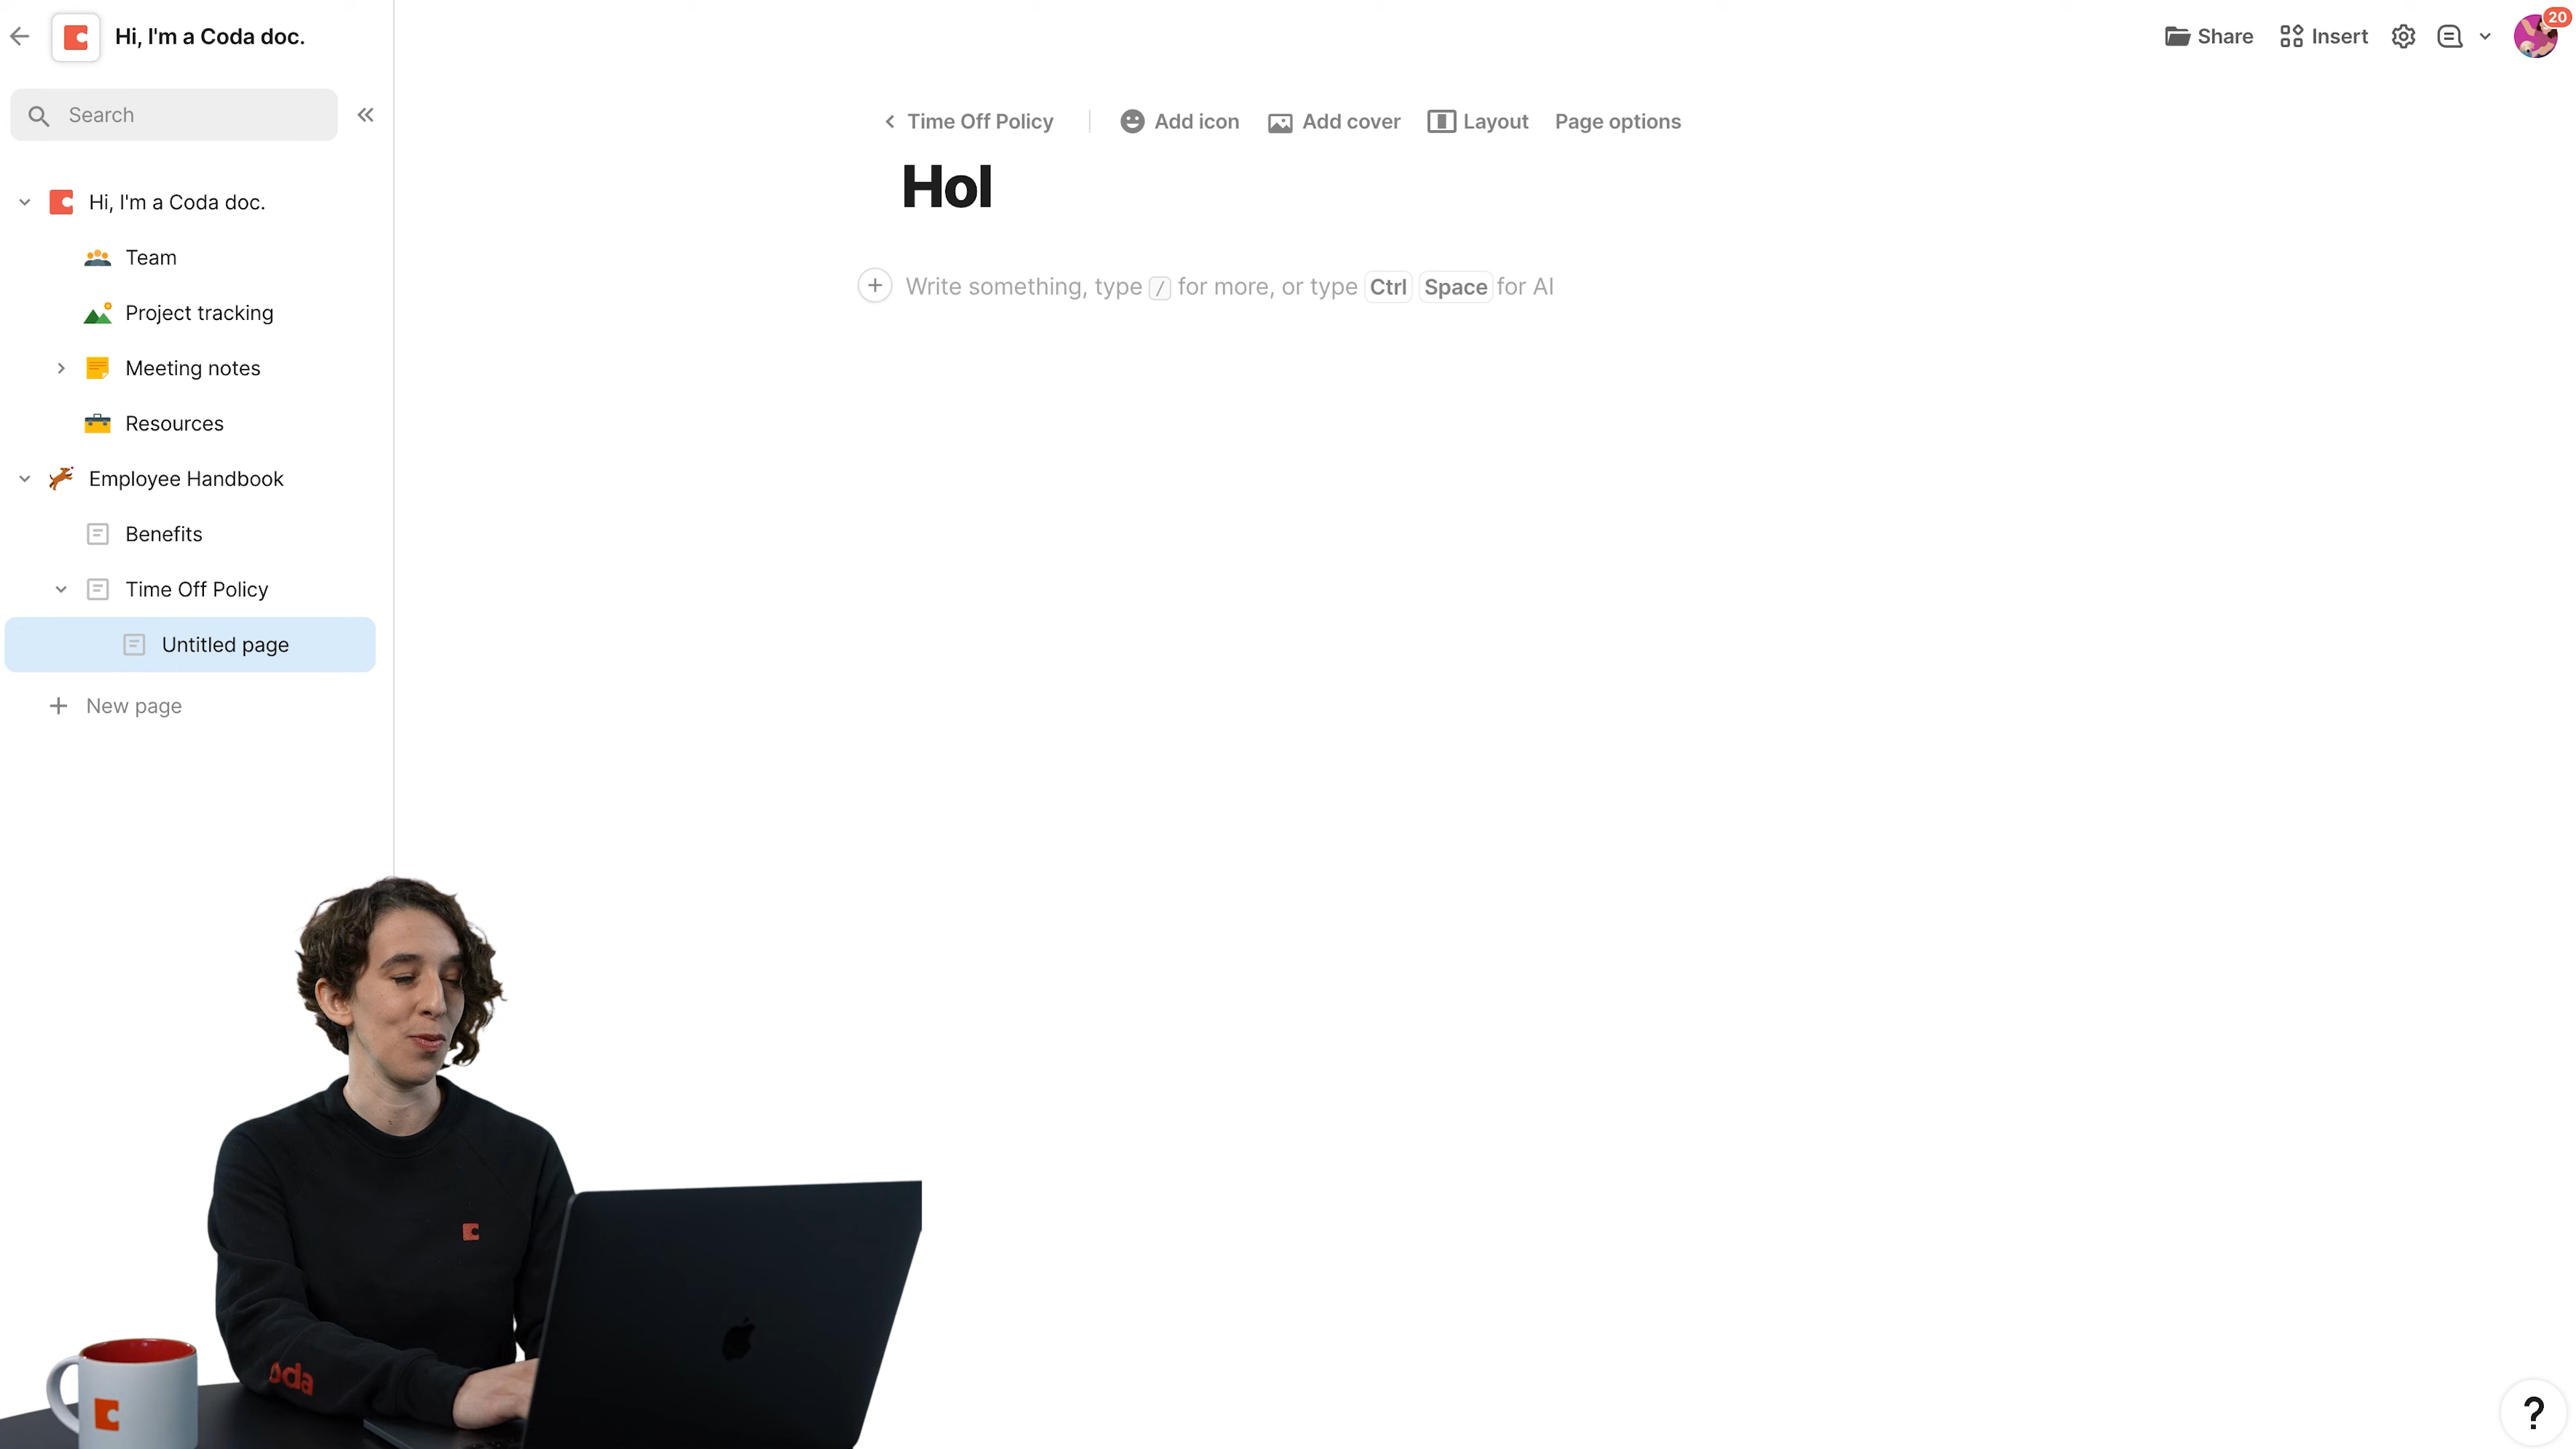 Hi, I'm a Coda doc.
Share
Insert
20
Search
Time Off Policy
Add icon
Add cover
Layout
Page options
Hol
Write something, type / for more, or type Ctrl Space for AI
Hi, I'm a Coda doc.
Team
Project tracking
Meeting notes
Resources
Employee Handbook
Benefits
Time Off Policy
Untitled page
New page
oda
?